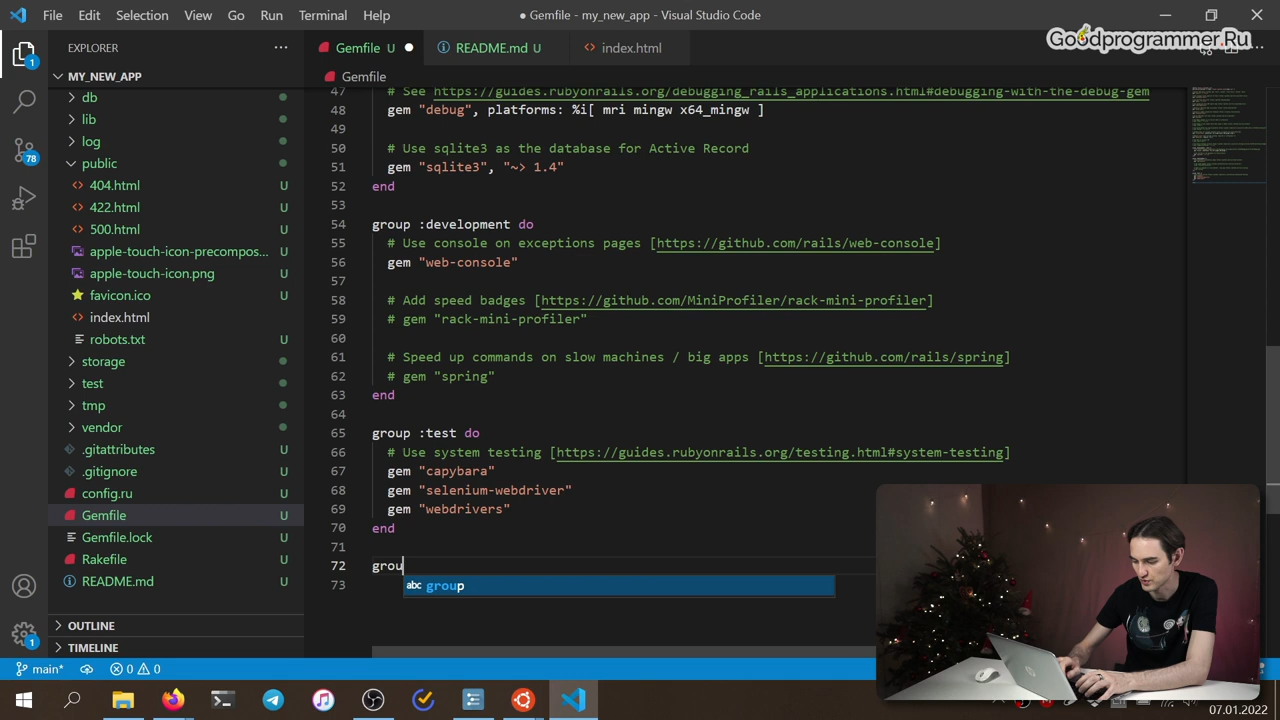 File Edit Selection View Go Run Terminal Help
● Gemfile - my_new_app - Visual Studio Code
Goodprogrammer.Ru
EXPLORER
MY_NEW_APP
db
lib
log
public
404.html U
422.html U
500.html U
apple-touch-icon-precompos... U
apple-touch-icon.png U
favicon.ico U
index.html
robots.txt U
storage
test
tmp
vendor
.gitattributes U
.gitignore U
config.ru U
Gemfile U
Gemfile.lock U
Rakefile U
README.md U
OUTLINE
TIMELINE
1
78
1
Gemfile U ●
README.md U
index.html
Gemfile
47 # See https://guides.rubyonrails.org/debugging_rails_applications.html#debugging-with-the-debug-gem
48 gem "debug", platforms: %i[ mri mingw x64_mingw ]
49
50 # Use sqlite3 as the database for Active Record
51 gem "sqlite3", "~> 1.4"
52 end
53
54 group :development do
55 # Use console on exceptions pages [https://github.com/rails/web-console]
56 gem "web-console"
57
58 # Add speed badges [https://github.com/MiniProfiler/rack-mini-profiler]
59 # gem "rack-mini-profiler"
60
61 # Speed up commands on slow machines / big apps [https://github.com/rails/spring]
62 # gem "spring"
63 end
64
65 group :test do
66 # Use system testing [https://guides.rubyonrails.org/testing.html#system-testing]
67 gem "capybara"
68 gem "selenium-webdriver"
69 gem "webdrivers"
70 end
71
72 grou
abc group
73
main* 0 0
07.01.2022